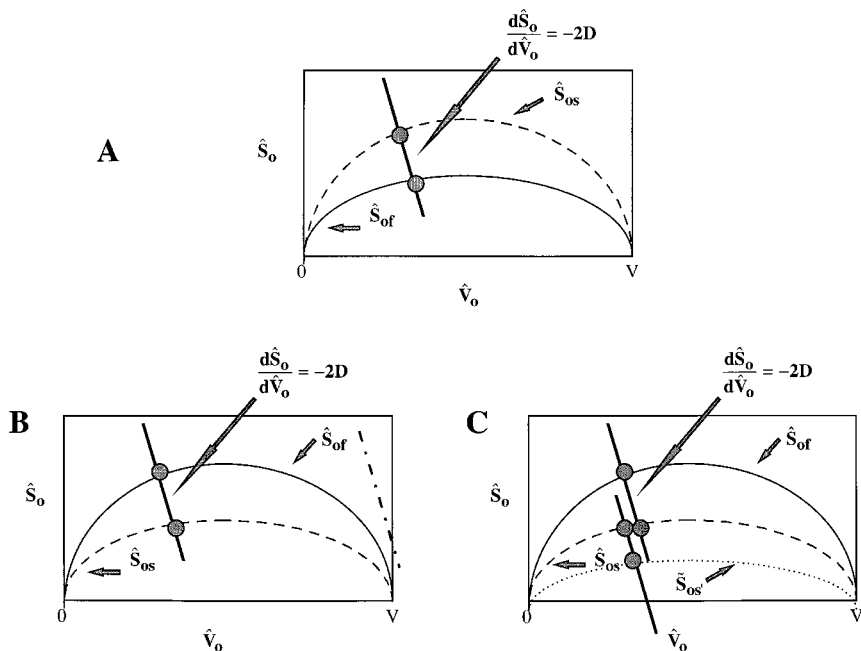 dŜo
dV̂o = −2D
Ŝos
A
Ŝo
Ŝof
0
V
V̂o
dŜo
dV̂o = −2D
B
Ŝof
Ŝo
Ŝos
0
V
V̂o
dŜo
dV̂o = −2D
C
Ŝof
Ŝo
Ŝos
S̃os'
0
V
V̂o